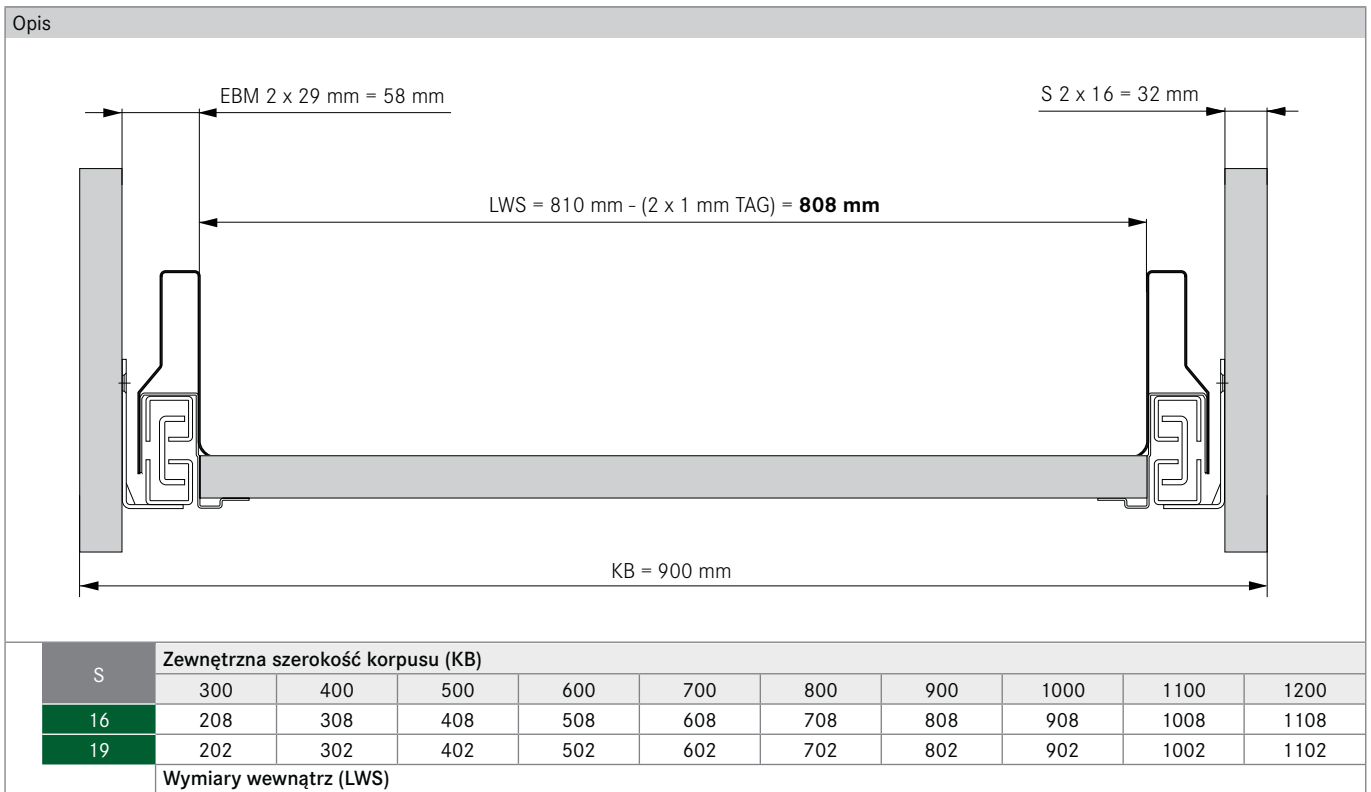 Opis
EBM 2 x 29 mm = 58 mm
S 2 x 16 = 32 mm
LWS = 810 mm - (2 x 1 mm TAG) = 808 mm
KB = 900 mm
S
Zewnętrzna szerokość korpusu (KB)
300 400 500 600 700 800 900 1000 1100 1200
16 208 308 408 508 608 708 808 908 1008 1108
19 202 302 402 502 602 702 802 902 1002 1102
Wymiary wewnątrz (LWS)